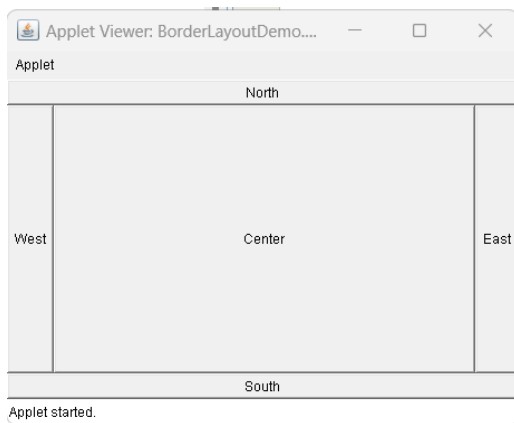 Applet Viewer: BorderLayoutDemo....
Applet
North
West Center East
South
Applet started.